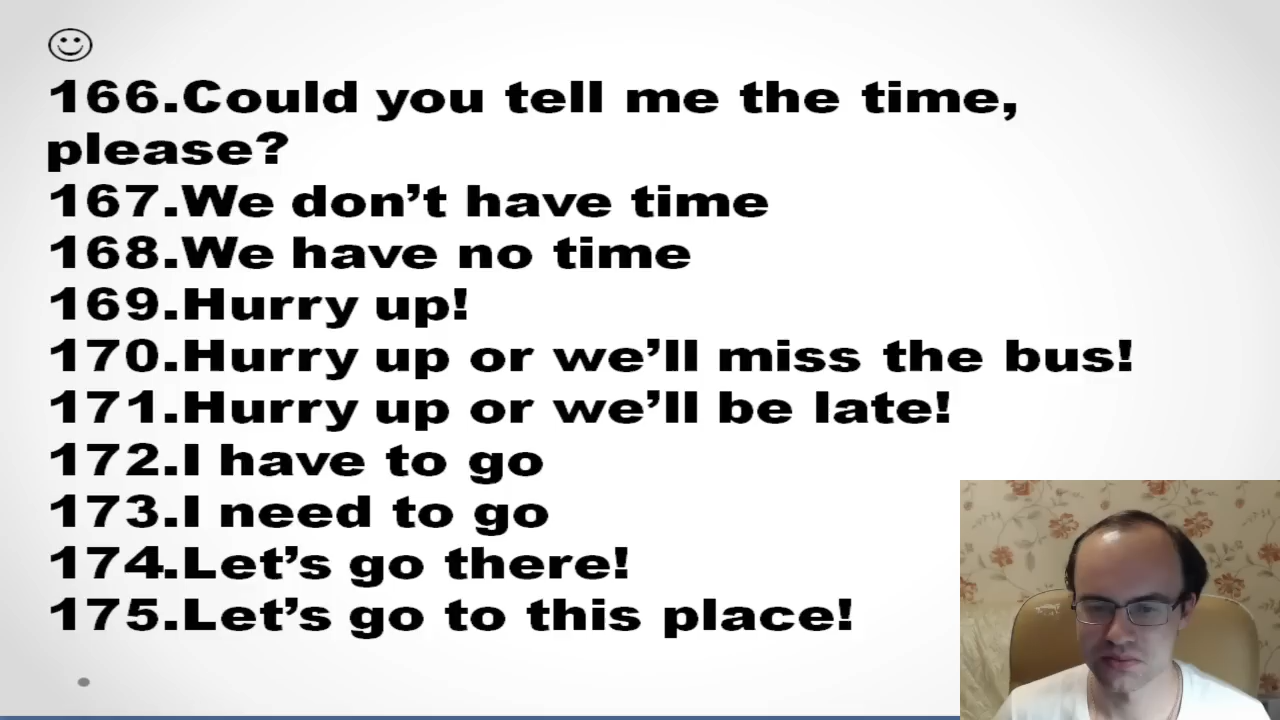 166.Could you tell me the time,
please?
167.We don’t have time
168.We have no time
169.Hurry up!
170.Hurry up or we’ll miss the bus!
171.Hurry up or we’ll be late!
172.I have to go
173.I need to go
174.Let’s go there!
175.Let’s go to this place!